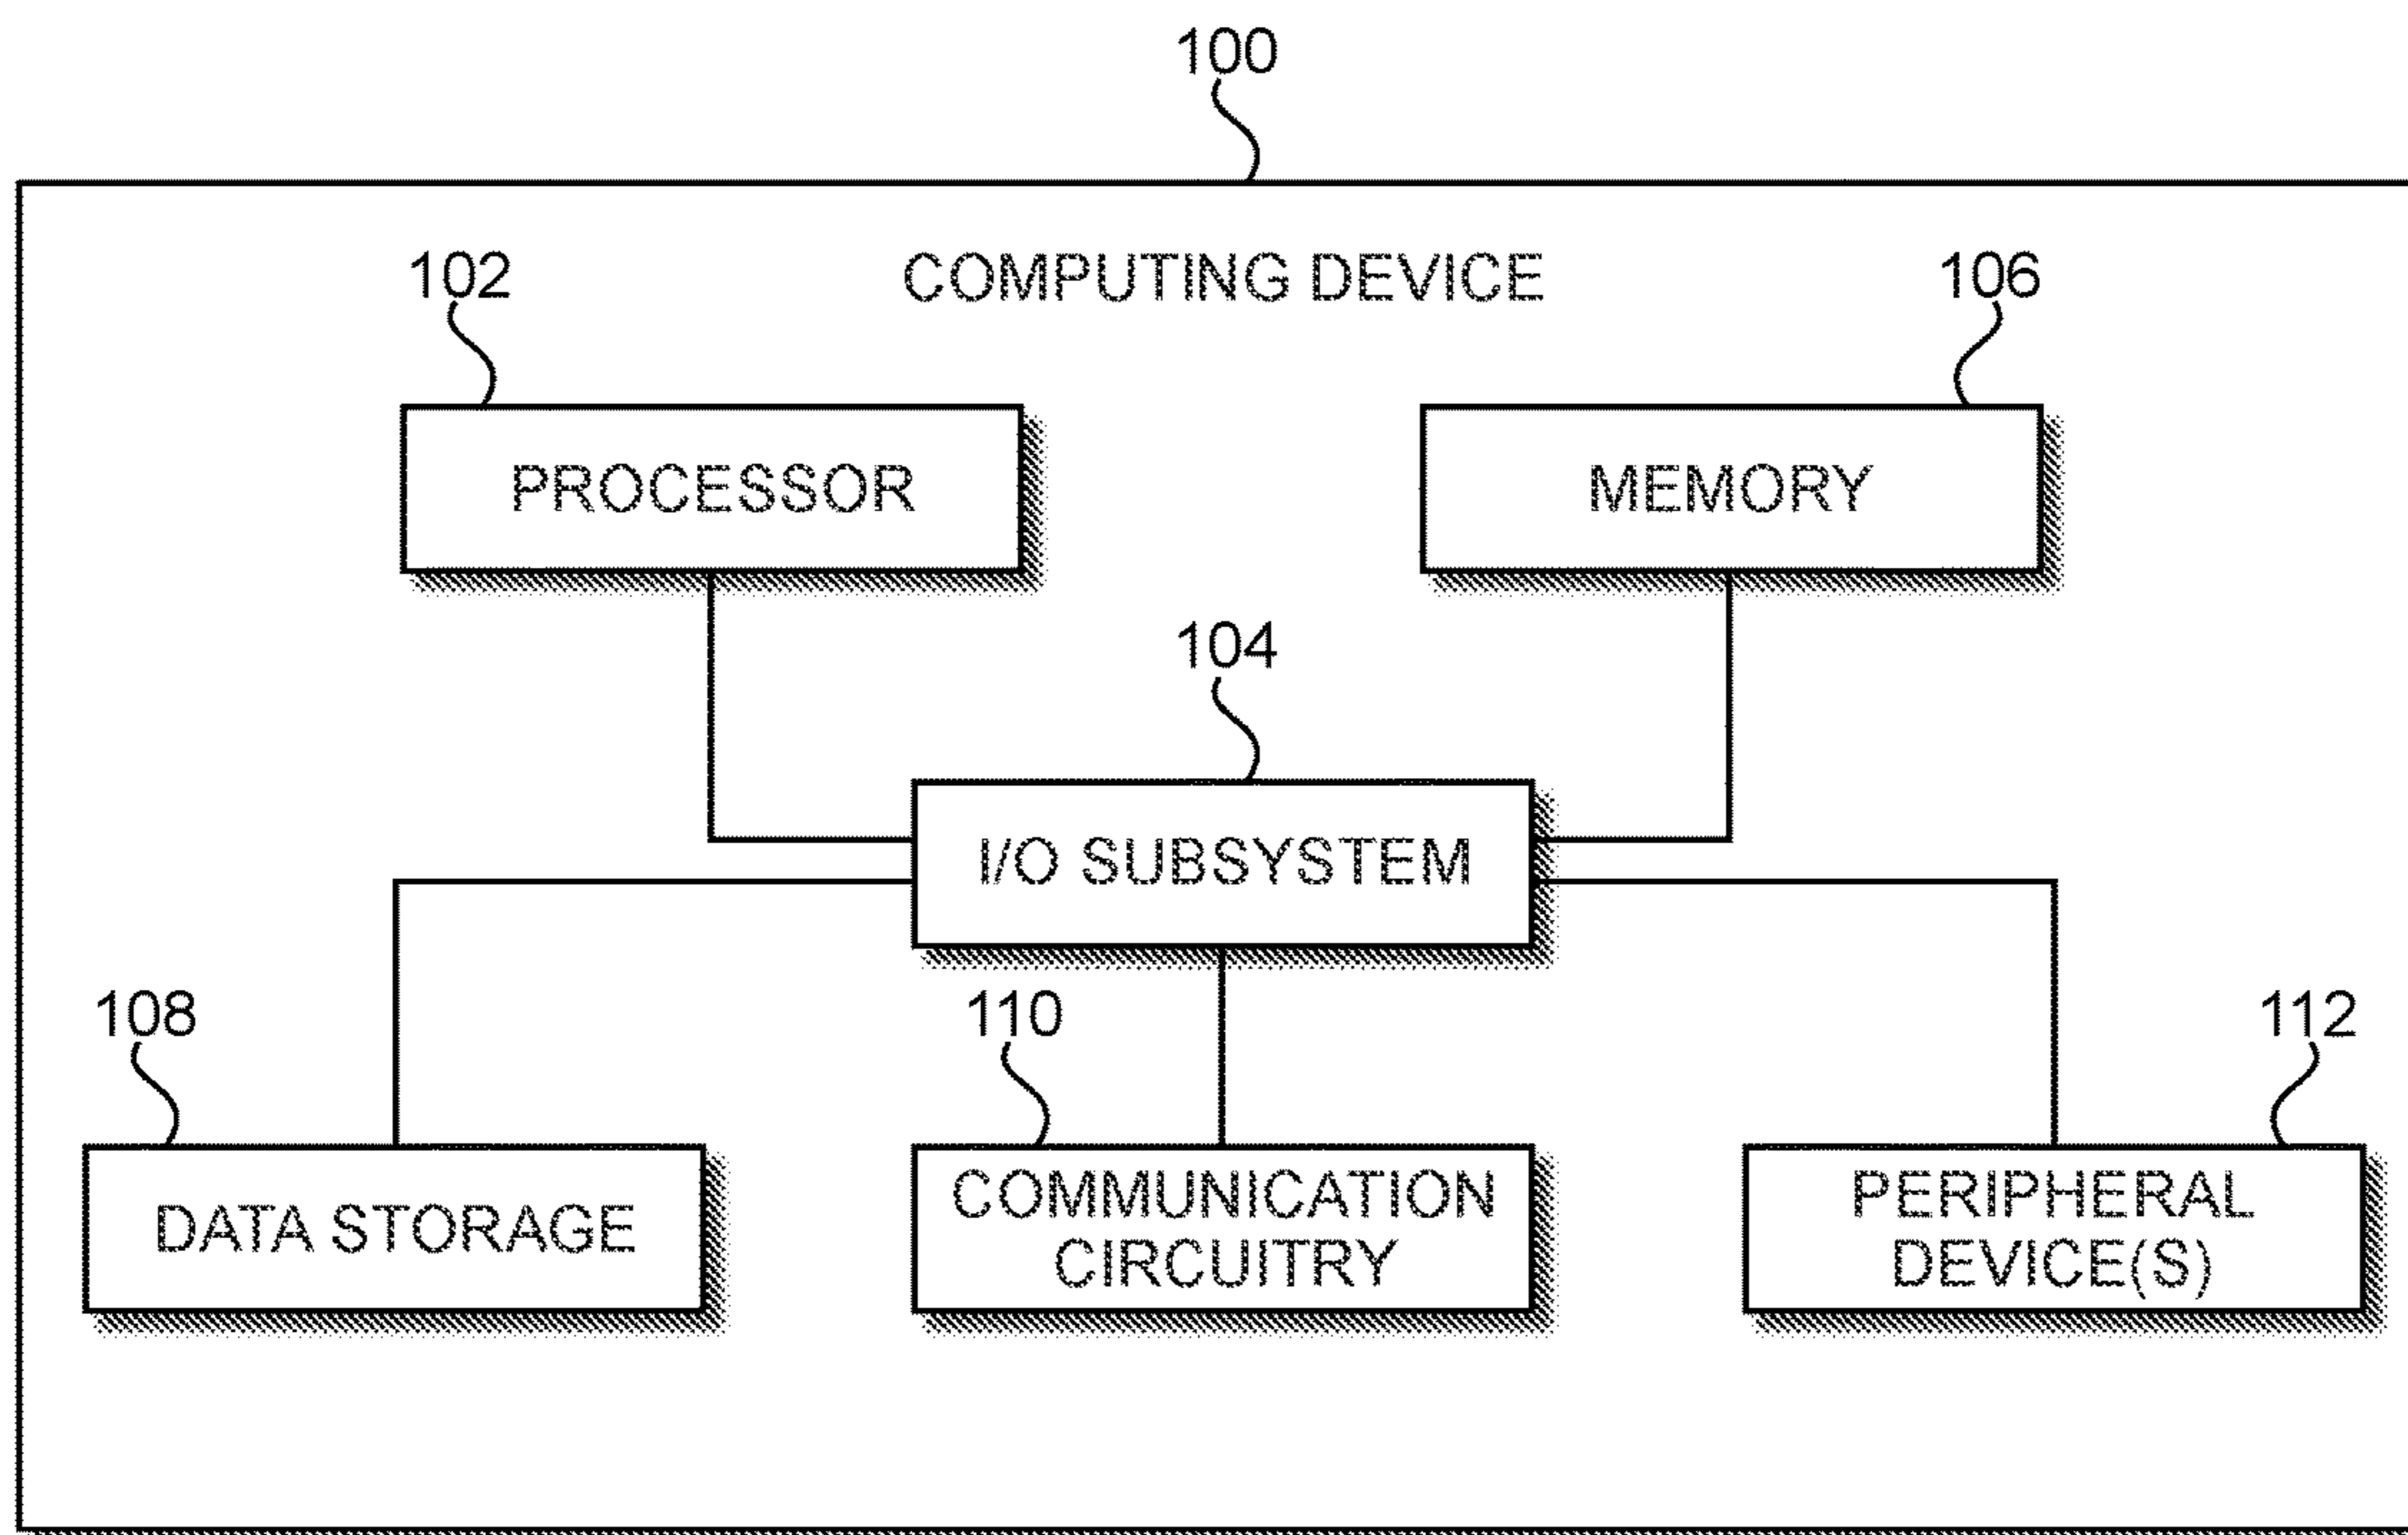 100
COMPUTING DEVICE
102
106
PROCESSOR
MEMORY
104
I/O SUBSYSTEM
108
110
112
DATA STORAGE
COMMUNICATION
CIRCUITRY
PERIPHERAL
DEVICE(S)